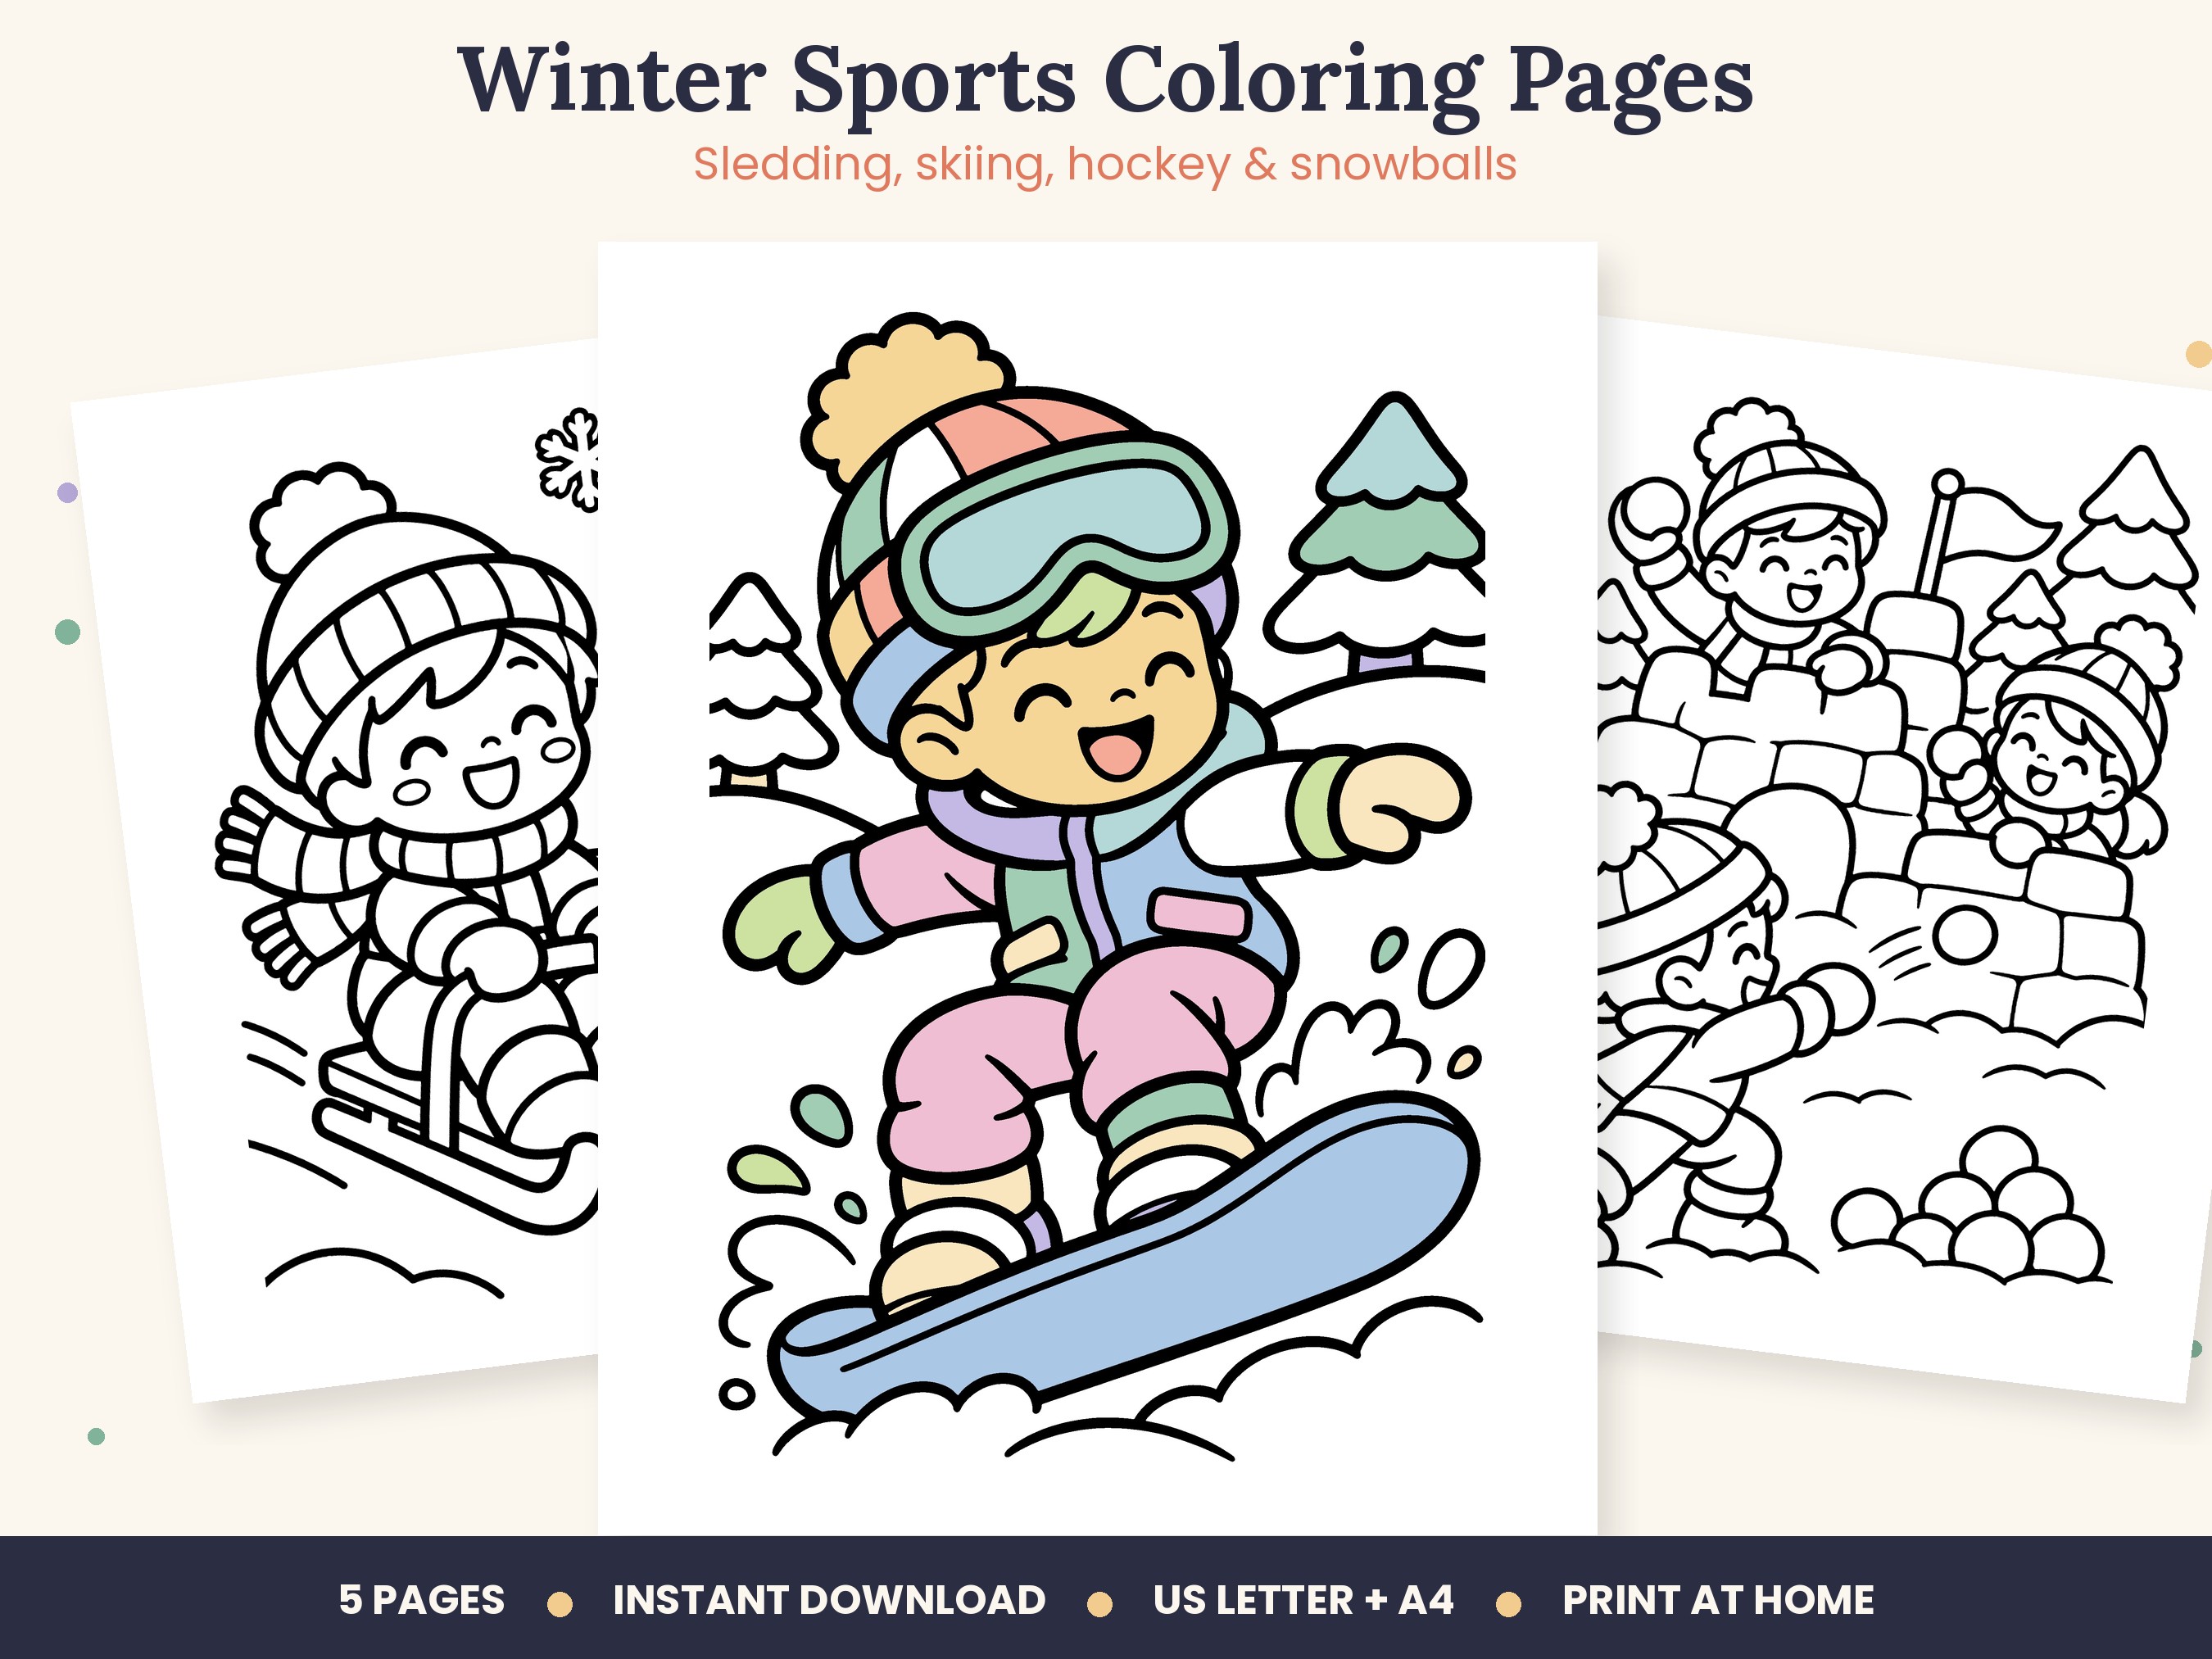 Winter Sports Coloring Pages
Sledding, skiing, hockey & snowballs
5 PAGES ● INSTANT DOWNLOAD ● US LETTER + A4 ● PRINT AT HOME